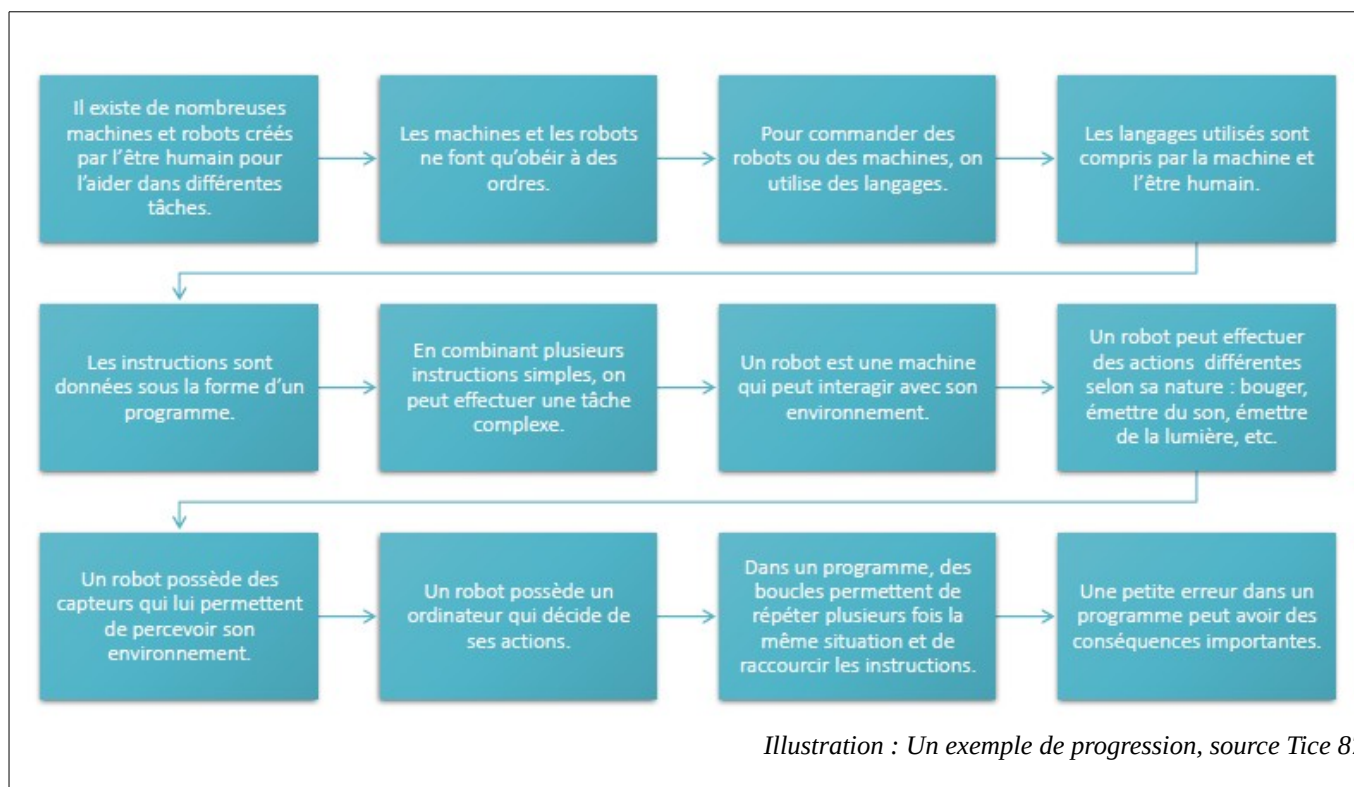 Il existe de nombreuses
machines et robots créés
par l'être humain pour
l'aider dans différentes
tâches.
Les machines et les robots
ne font qu'obéir à des
ordres.
Pour commander des
robots ou des machines, on
utilise des langages.
Les langages utilisés sont
compris par la machine et
l'être humain.
Les instructions sont
données sous la forme d'un
programme.
En combinant plusieurs
instructions simples, on
peut effectuer une tâche
complexe.
Un robot est une machine
qui peut interagir avec son
environnement.
Un robot peut effectuer
des actions différentes
selon sa nature : bouger,
émettre du son, émettre
de la lumière, etc.
Un robot possède des
capteurs qui lui permettent
de percevoir son
environnement.
Un robot possède un
ordinateur qui décide de
ses actions.
Dans un programme, des
boucles permettent de
répéter plusieurs fois la
même situation et de
raccourcir les instructions.
Une petite erreur dans un
programme peut avoir des
conséquences importantes.
Illustration : Un exemple de progression, source Tice